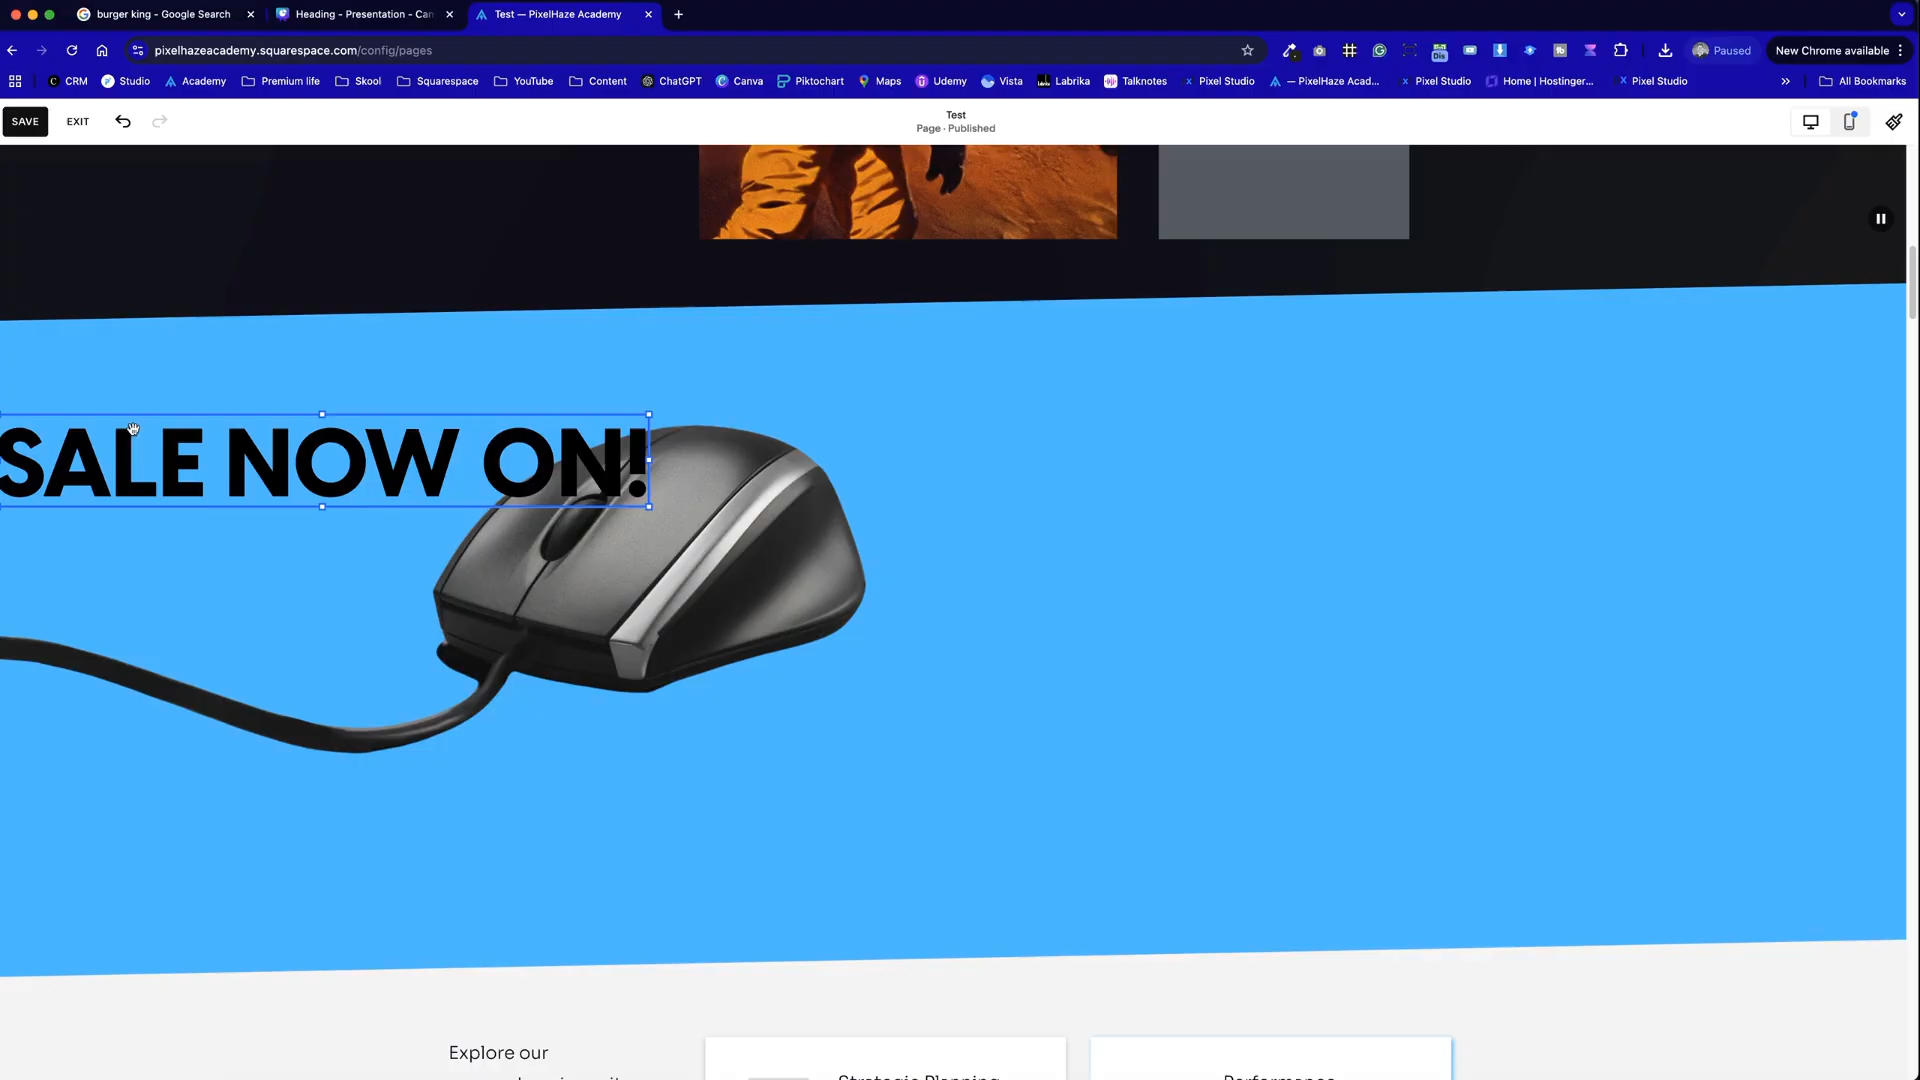 burger king - Google Search
Heading - Presentation - Can
Test — PixelHaze Academy
pixelhazeacademy.squarespace.com/config/pages
Paused
New Chrome available
CRM
Studio
Academy
Premium life
Skool
Squarespace
YouTube
Content
ChatGPT
Canva
Piktochart
Maps
Udemy
Vista
Labrika
Talknotes
Pixel Studio
— PixelHaze Acad...
Pixel Studio
Home | Hostinger...
Pixel Studio
All Bookmarks
SAVE
EXIT
Test
Page · Published
SALE NOW ON!
Explore our
Strategic Planning
Performance